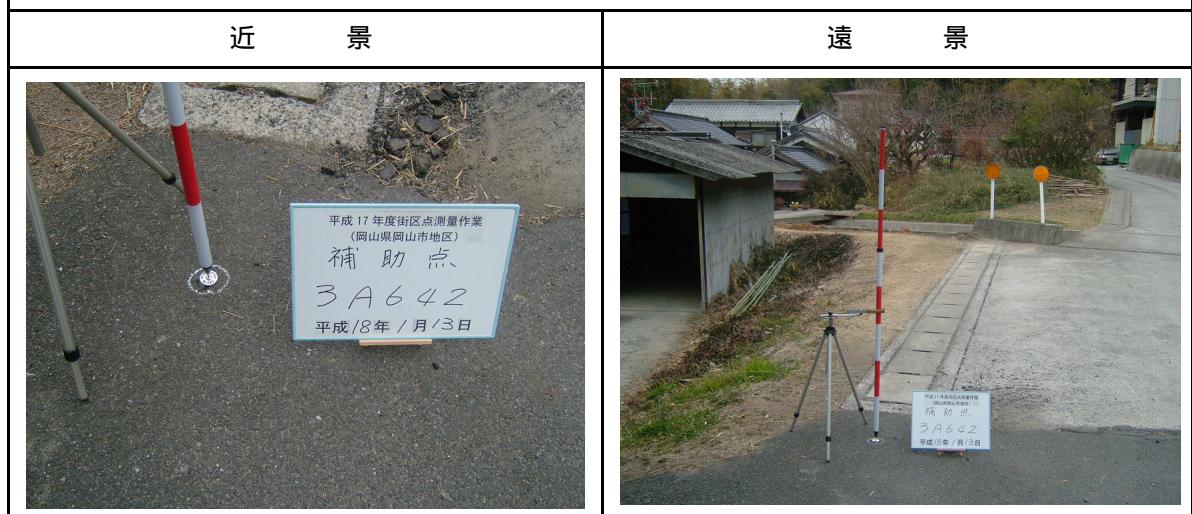 近 景
遠 景
平成17年度街区点測量作業
（岡山県岡山市地区）
補助点
3A642
平成18年1月13日
平成17年度街区点測量作業
（岡山県岡山市地区）
補助点
3A642
平成18年1月13日